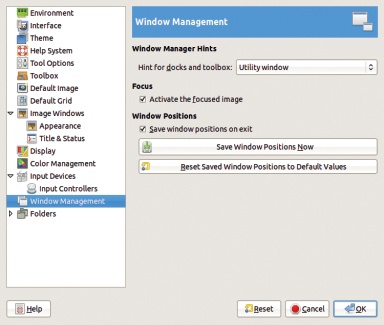 Environment
Interface
Theme
Help System
Tool Options
Toolbox
Default Image
Default Grid
Image Windows
Appearance
Title & Status
Display
Color Management
Input Devices
Input Controllers
Window Management
Folders
Window Management
Window Manager Hints
Hint for docks and toolbox: Utility window
Focus
Activate the focused image
Window Positions
Save window positions on exit
Save Window Positions Now
Reset Saved Window Positions to Default Values
Help Reset Cancel OK